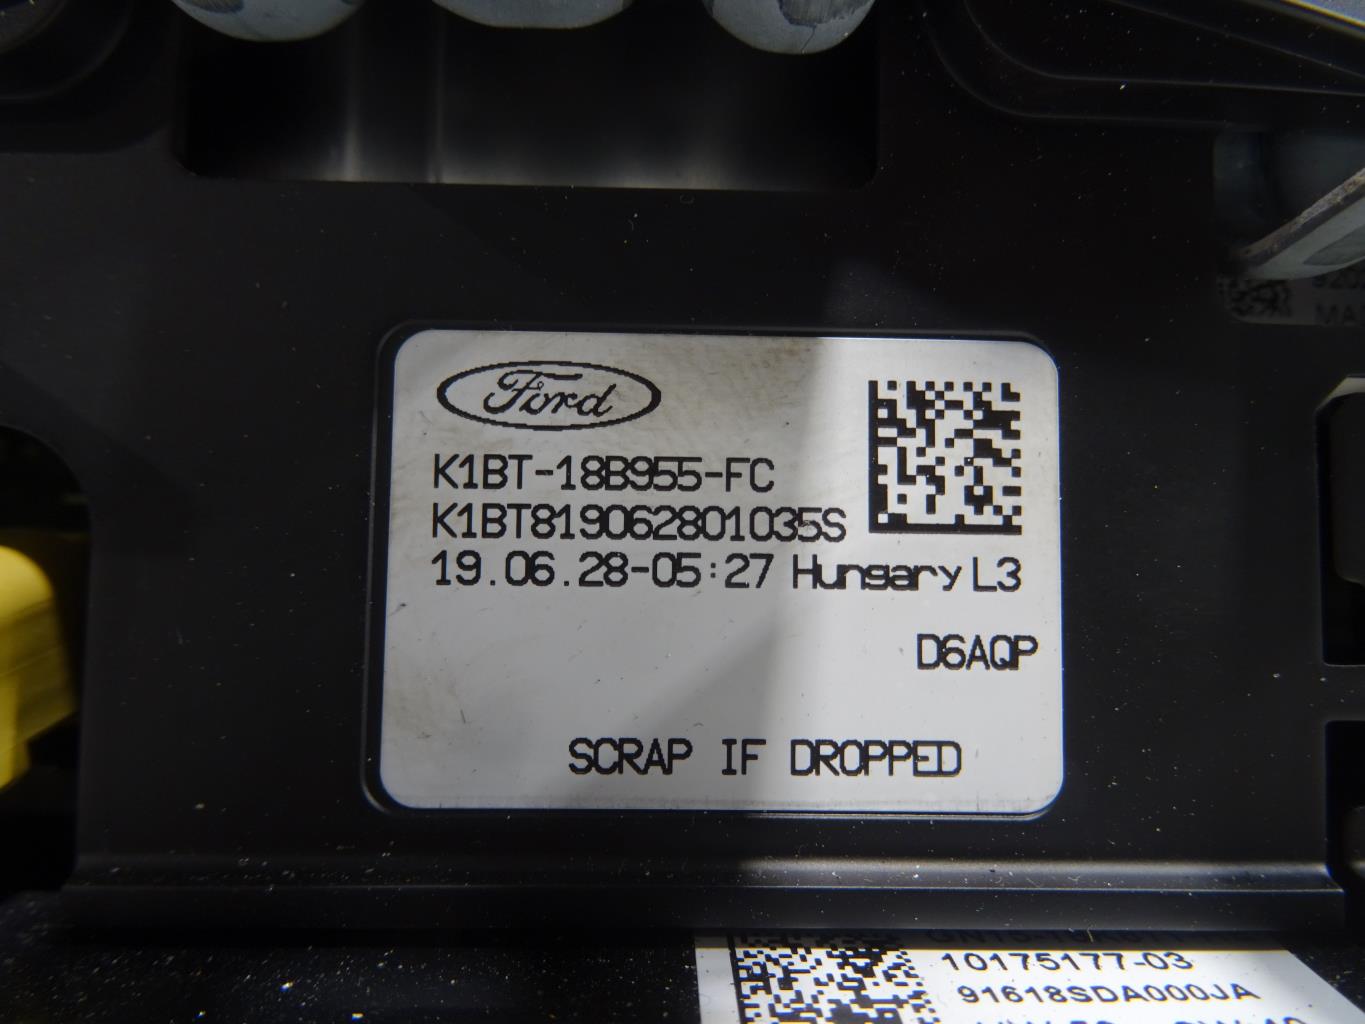 Ford
K1BT-18B955-FC
K1BT819062801035S
19.06.28-05:27 Hungary L3
D6AQP
SCRAP IF DROPPED
10175177-03
91618SDA000JA